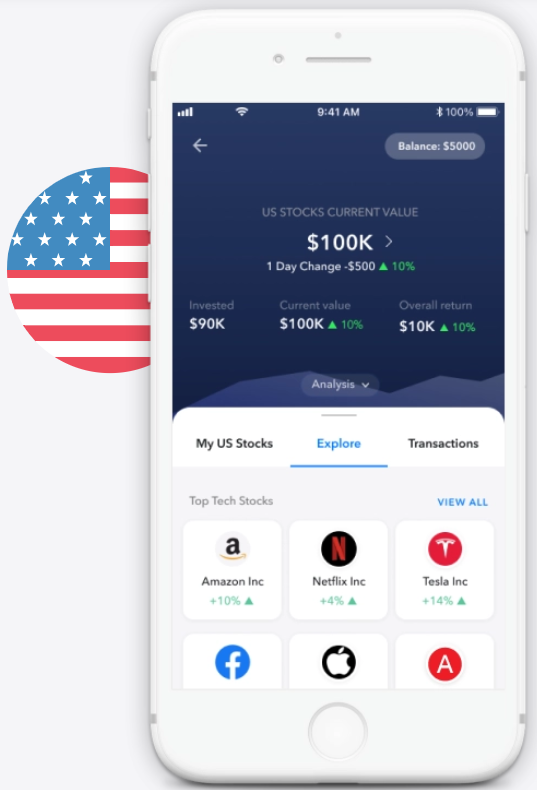 9:41 AM
100%
Balance: $5000
US STOCKS CURRENT VALUE
$100K >
1 Day Change -$500 ▲ 10%
Invested Current value Overall return
$90K $100K ▲ 10% $10K ▲ 10%
Analysis
My US Stocks Explore Transactions
Top Tech Stocks VIEW ALL
a N T
Amazon Inc Netflix Inc Tesla Inc
+10% ▲ +4% ▲ +14% ▲
f A